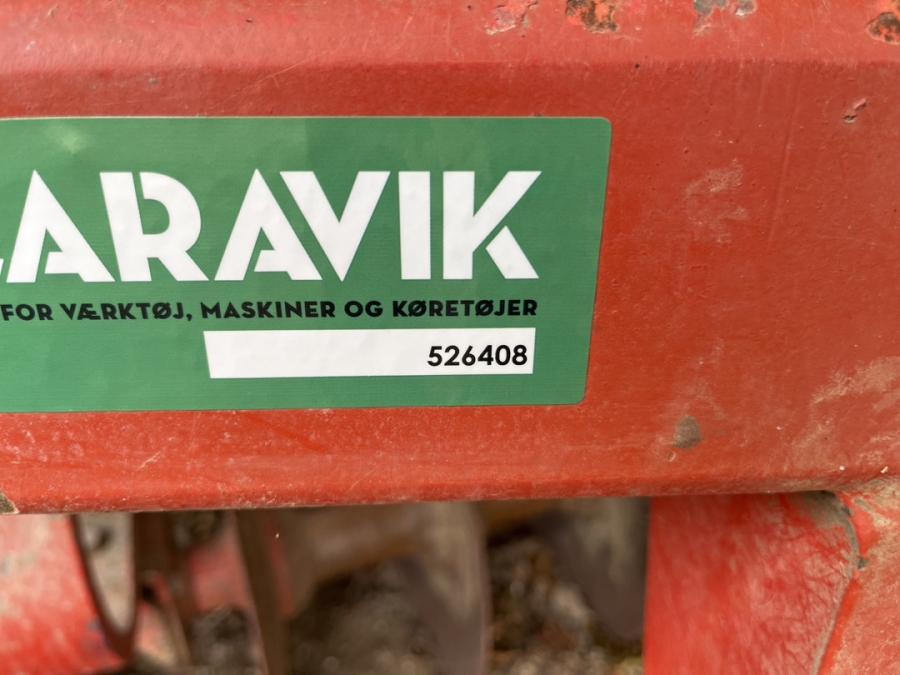 ARAVIK
FOR VÆRKTØJ, MASKINER OG KØRETØJER
526408